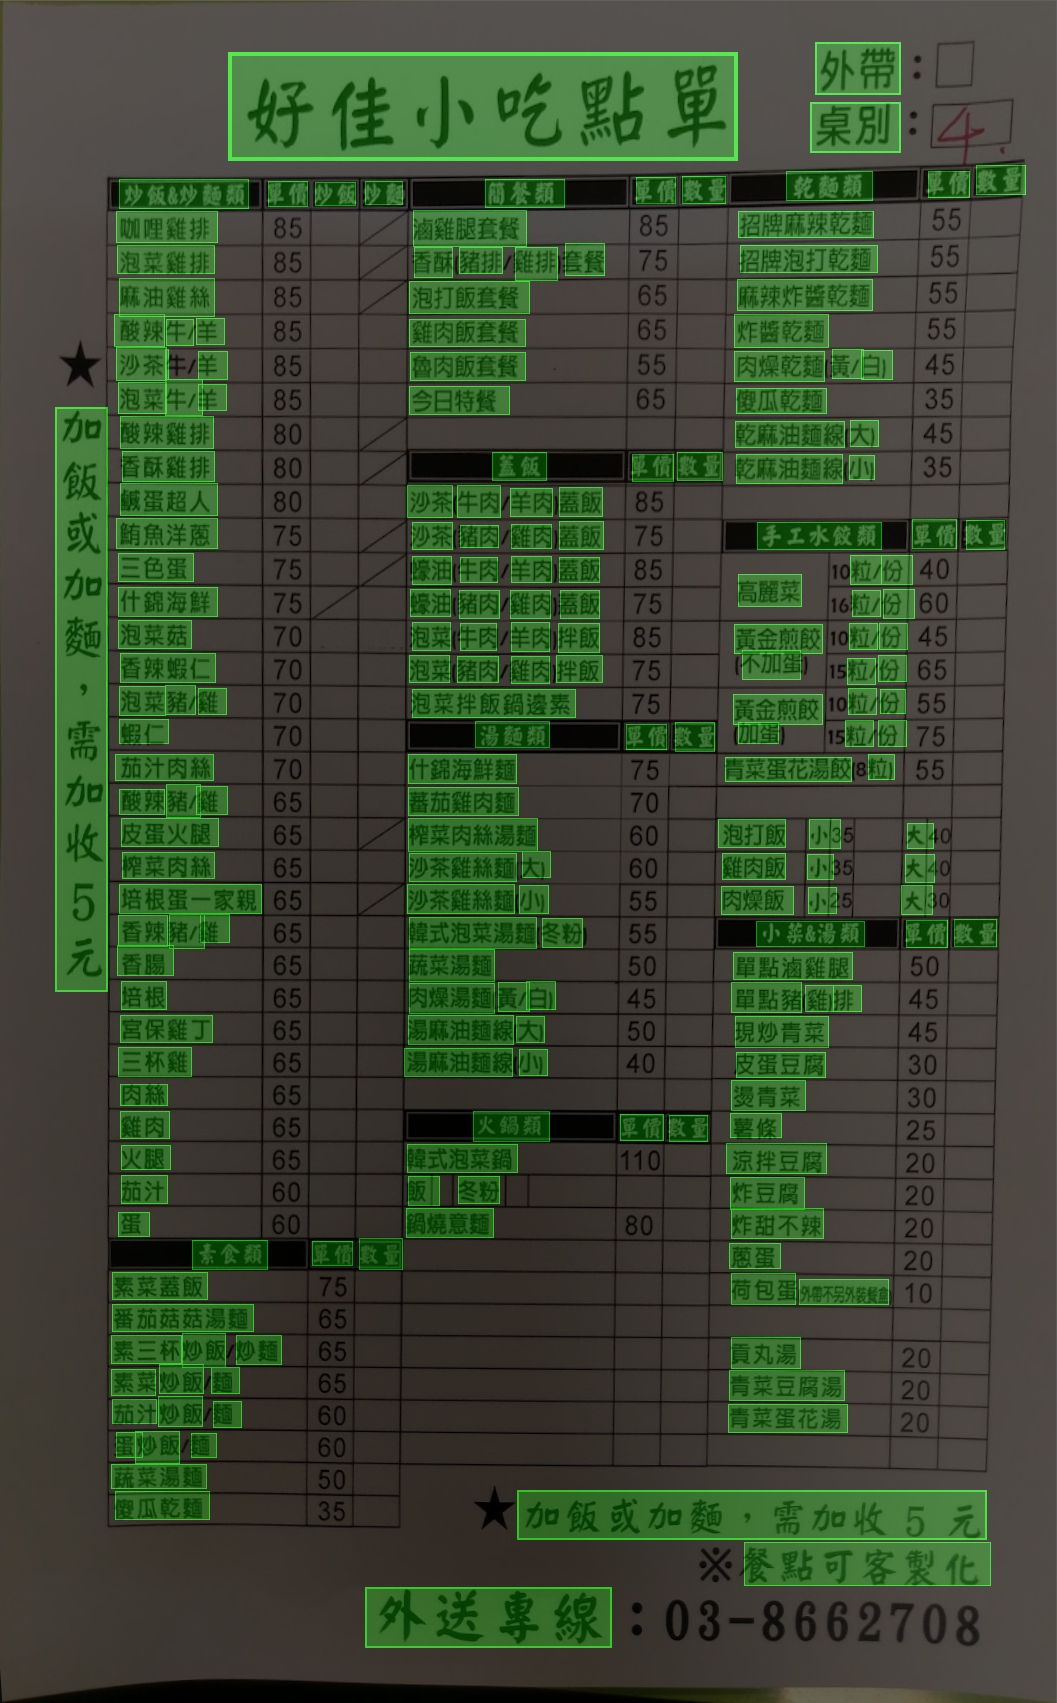 好佳小吃點單
外帶：
桌別： 4.
炒飯&炒麵類 單價 炒飯 炒麵
咖哩雞排 85
泡菜雞排 85
麻油雞絲 85
酸辣牛/羊 85
沙茶牛/羊 85
泡菜牛/羊 85
酸辣雞排 80
香酥雞排 80
鹹蛋超人 80
鮪魚洋蔥 75
三色蛋 75
什錦海鮮 75
泡菜菇 70
香辣蝦仁 70
泡菜豬/雞 70
蝦仁 70
茄汁肉絲 70
酸辣豬/雞 65
皮蛋火腿 65
榨菜肉絲 65
培根蛋一家親 65
香辣豬/雞 65
香腸 65
培根 65
宮保雞丁 65
三杯雞 65
肉絲 65
雞肉 65
火腿 65
茄汁 60
蛋 60
素食類 單價 數量
素菜蓋飯 75
番茄菇菇湯麵 65
素三杯炒飯/炒麵 65
素菜炒飯/麵 65
茄汁炒飯/麵 60
蛋炒飯/麵 60
蔬菜湯麵 50
傻瓜乾麵 35
簡餐類 單價 數量
滷雞腿套餐 85
香酥(豬排/雞排)套餐 75
泡打飯套餐 65
雞肉飯套餐 65
魯肉飯套餐 55
今日特餐 65
蓋飯 單價 數量
沙茶(牛肉/羊肉)蓋飯 85
沙茶(豬肉/雞肉)蓋飯 75
蠔油(牛肉/羊肉)蓋飯 85
蠔油(豬肉/雞肉)蓋飯 75
泡菜(牛肉/羊肉)拌飯 85
泡菜(豬肉/雞肉)拌飯 75
泡菜拌飯鍋邊素 75
湯麵類 單價 數量
什錦海鮮麵 75
蕃茄雞肉麵 70
榨菜肉絲湯麵 60
沙茶雞絲麵(大) 60
沙茶雞絲麵(小) 55
韓式泡菜湯麵(冬粉) 55
蔬菜湯麵 50
肉燥湯麵(黃/白) 45
湯麻油麵線(大) 50
湯麻油麵線(小) 40
火鍋類 單價 數量
韓式泡菜鍋 110
飯 冬粉
鍋燒意麵 80
乾麵類 單價 數量
招牌麻辣乾麵 55
招牌泡打乾麵 55
麻辣炸醬乾麵 55
炸醬乾麵 55
肉燥乾麵(黃/白) 45
傻瓜乾麵 35
乾麻油麵線(大) 45
乾麻油麵線(小) 35
手工水餃類 單價 數量
高麗菜 10粒/份 40
16粒/份 60
黃金煎餃(不加蛋) 10粒/份 45
15粒/份 65
黃金煎餃(加蛋) 10粒/份 55
15粒/份 75
青菜蛋花湯餃(8粒) 55
泡打飯 小35 大40
雞肉飯 小35 大40
肉燥飯 小25 大30
小菜&湯類 單價 數量
單點滷雞腿 50
單點豬(雞)排 45
現炒青菜 45
皮蛋豆腐 30
燙青菜 30
薯條 25
涼拌豆腐 20
炸豆腐 20
炸甜不辣 20
蔥蛋 20
荷包蛋(外帶不另外裝餐盒) 10
貢丸湯 20
青菜豆腐湯 20
青菜蛋花湯 20
★加飯或加麵，需加收5元
★加飯或加麵，需加收 5 元
※餐點可客製化
外送專線：03-8662708